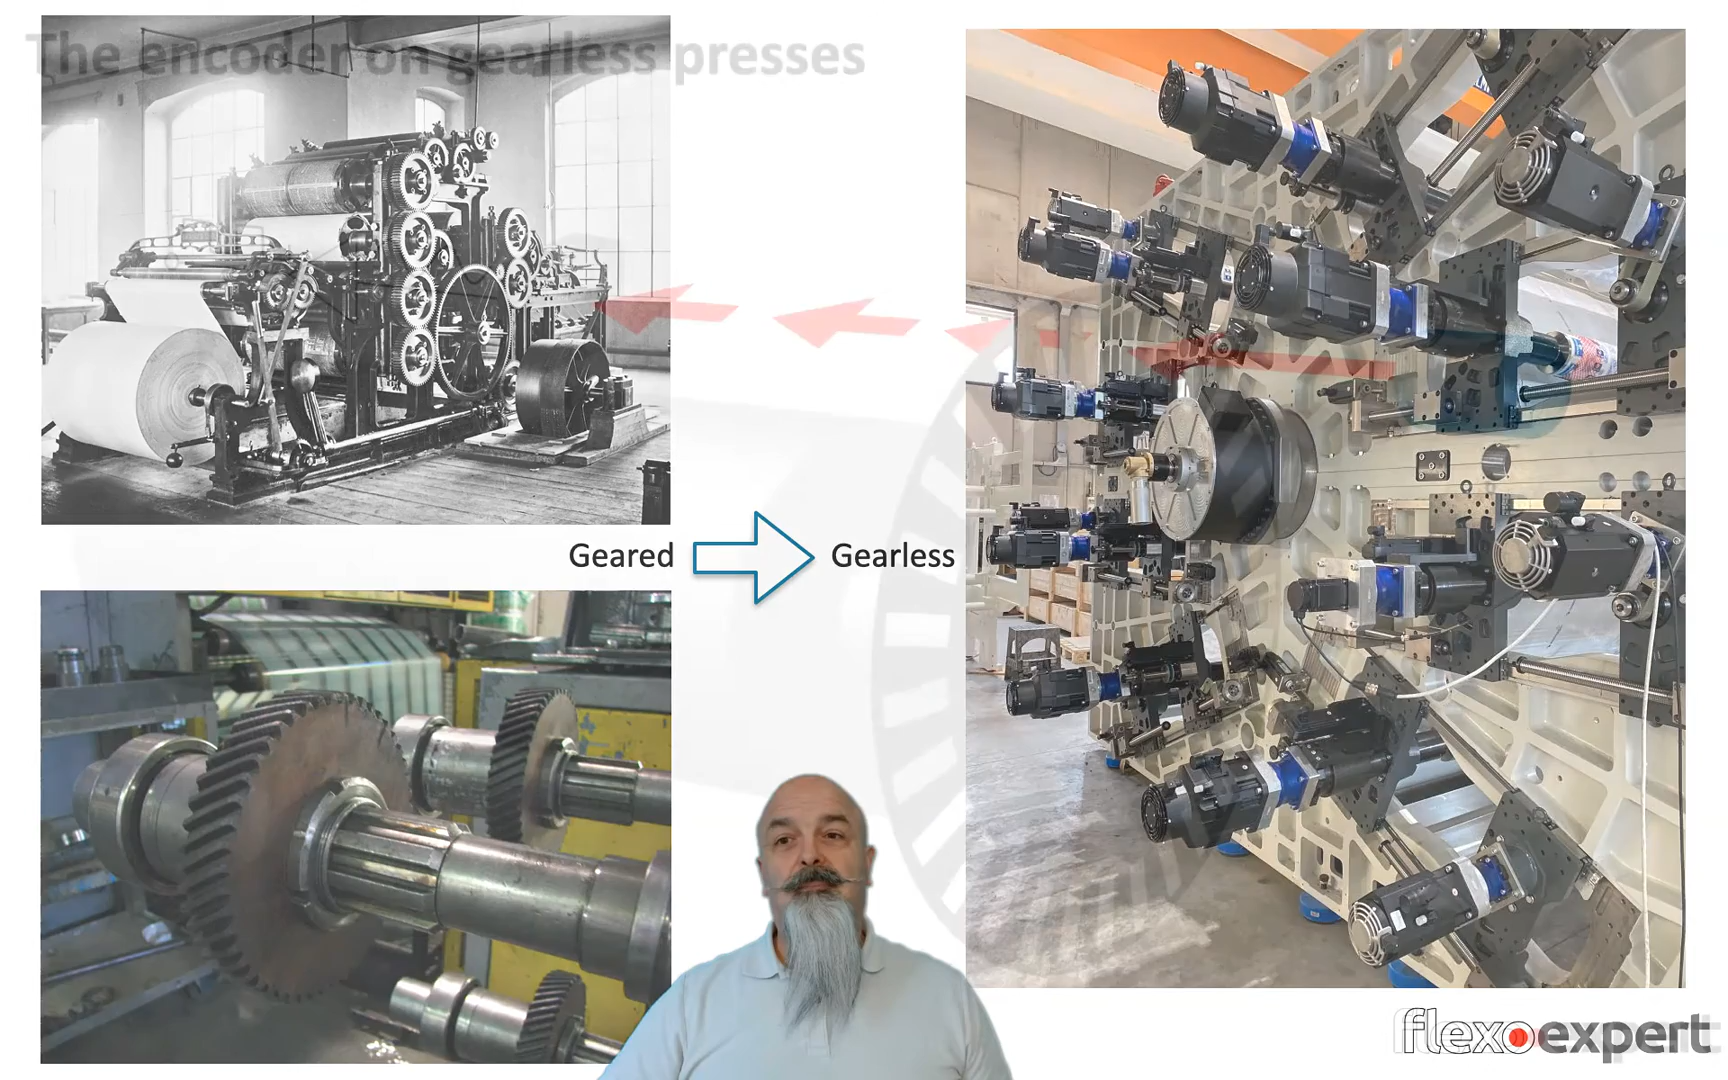 The encoder on gearless presses
Geared
Gearless
flexoexpert